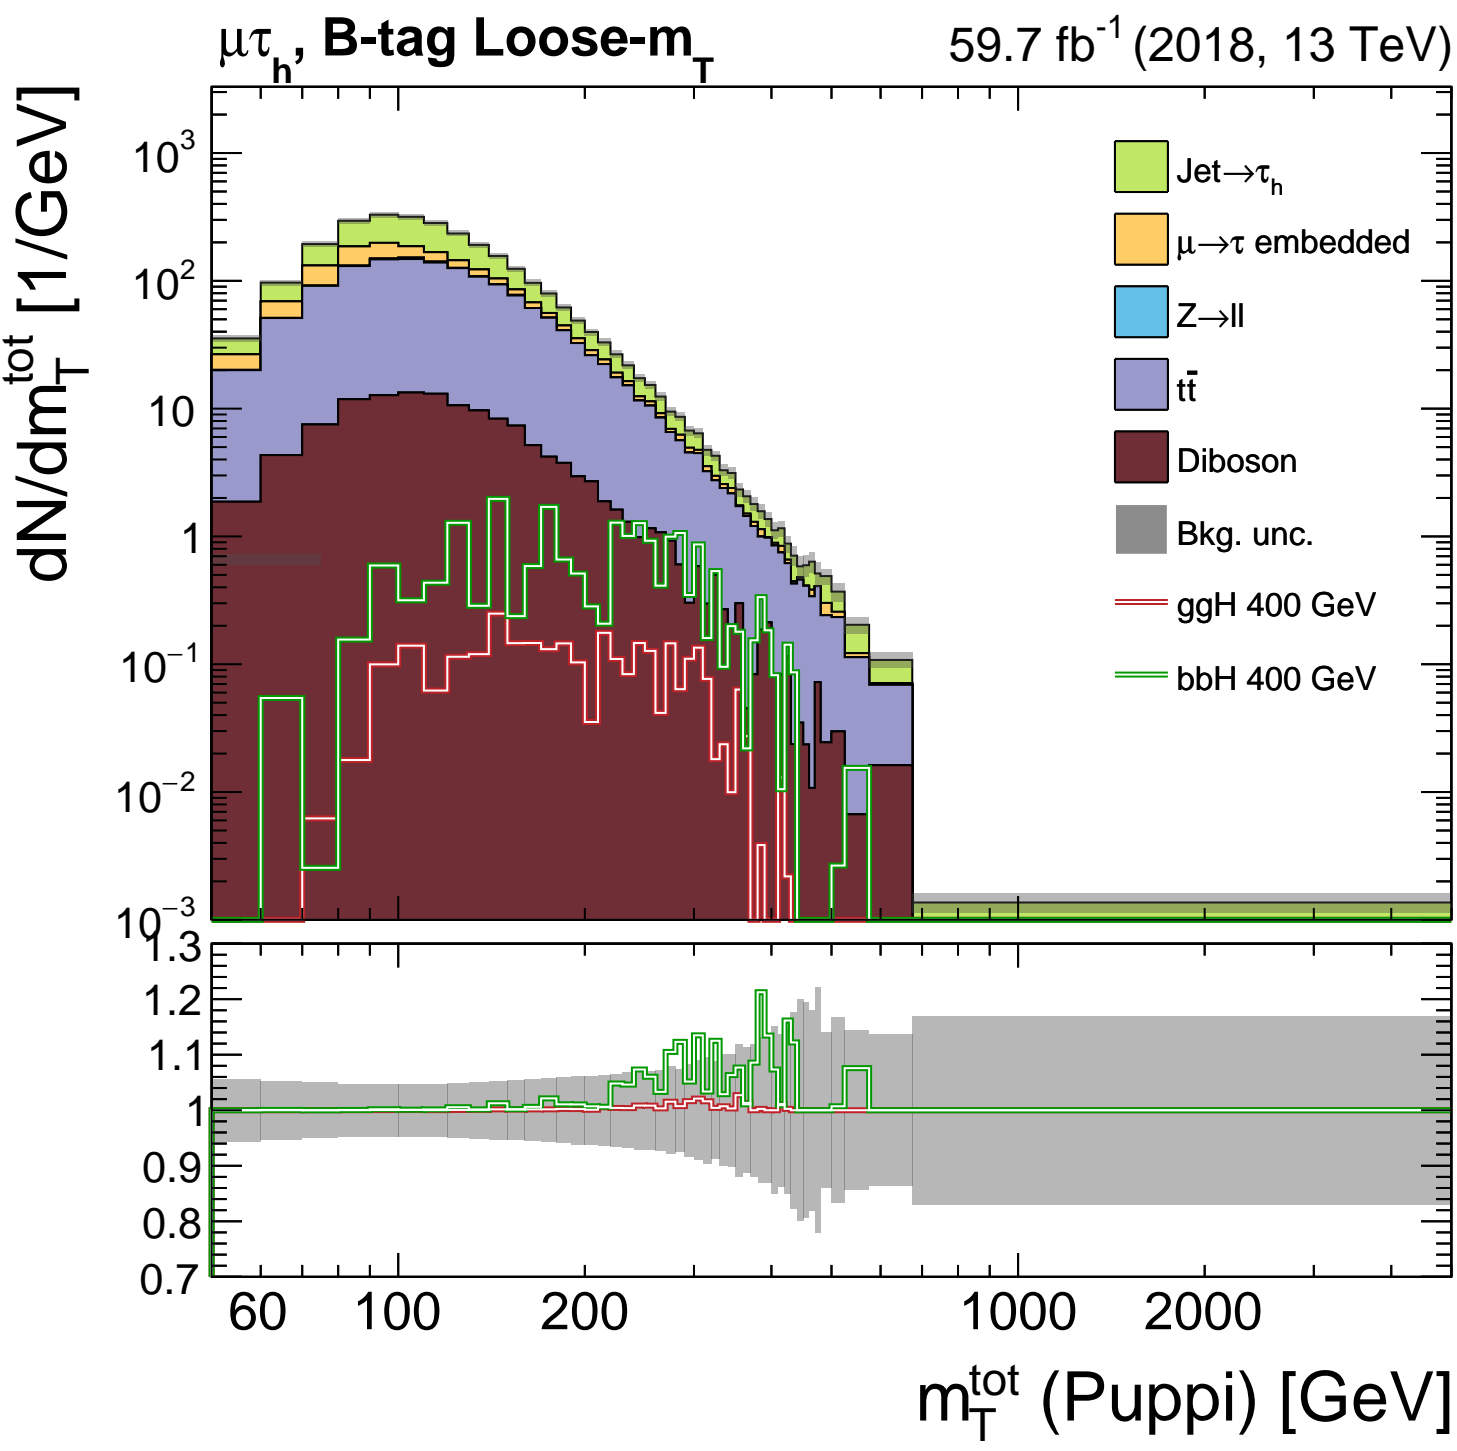 μτh, B-tag Loose-mT
59.7 fb-1 (2018, 13 TeV)
dN/dmTtot [1/GeV]
103
102
10
1
10−1
10−2
10−3
Jet→τh
μ→τ embedded
Z→ll
tt̄
Diboson
Bkg. unc.
ggH 400 GeV
bbH 400 GeV
1.3
1.2
1.1
1
0.9
0.8
0.7
60 100 200 1000 2000
mTtot (Puppi) [GeV]